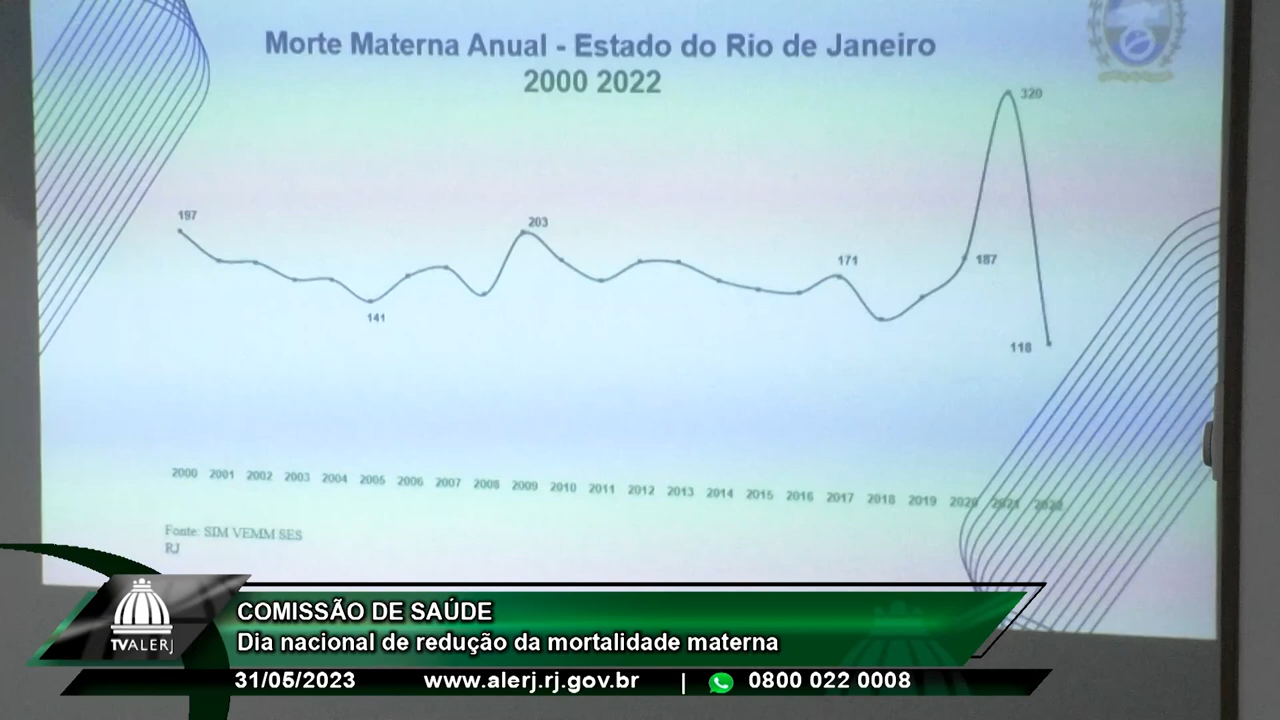 Morte Materna Anual - Estado do Rio de Janeiro
2000 2022
320
197
203
171
187
141
118
2000 2001 2002 2003 2004 2005 2006 2007 2008 2009 2010 2011 2012 2013 2014 2015 2016 2017 2018 2019 2020 2021 2022
Fonte: SIM VEMM SES
RJ
COMISSÃO DE SAÚDE
Dia nacional de redução da mortalidade materna
TVALERJ
31/05/2023 www.alerj.rj.gov.br | 0800 022 0008